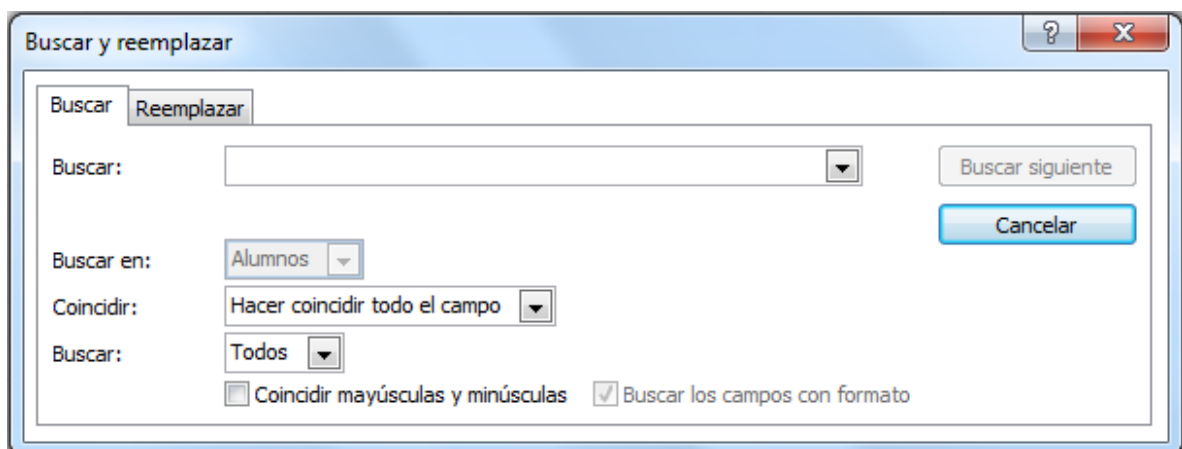 Buscar y reemplazar
Buscar Reemplazar
Buscar: Buscar siguiente
Cancelar
Buscar en: Alumnos
Coincidir: Hacer coincidir todo el campo
Buscar: Todos
Coincidir mayúsculas y minúsculas Buscar los campos con formato